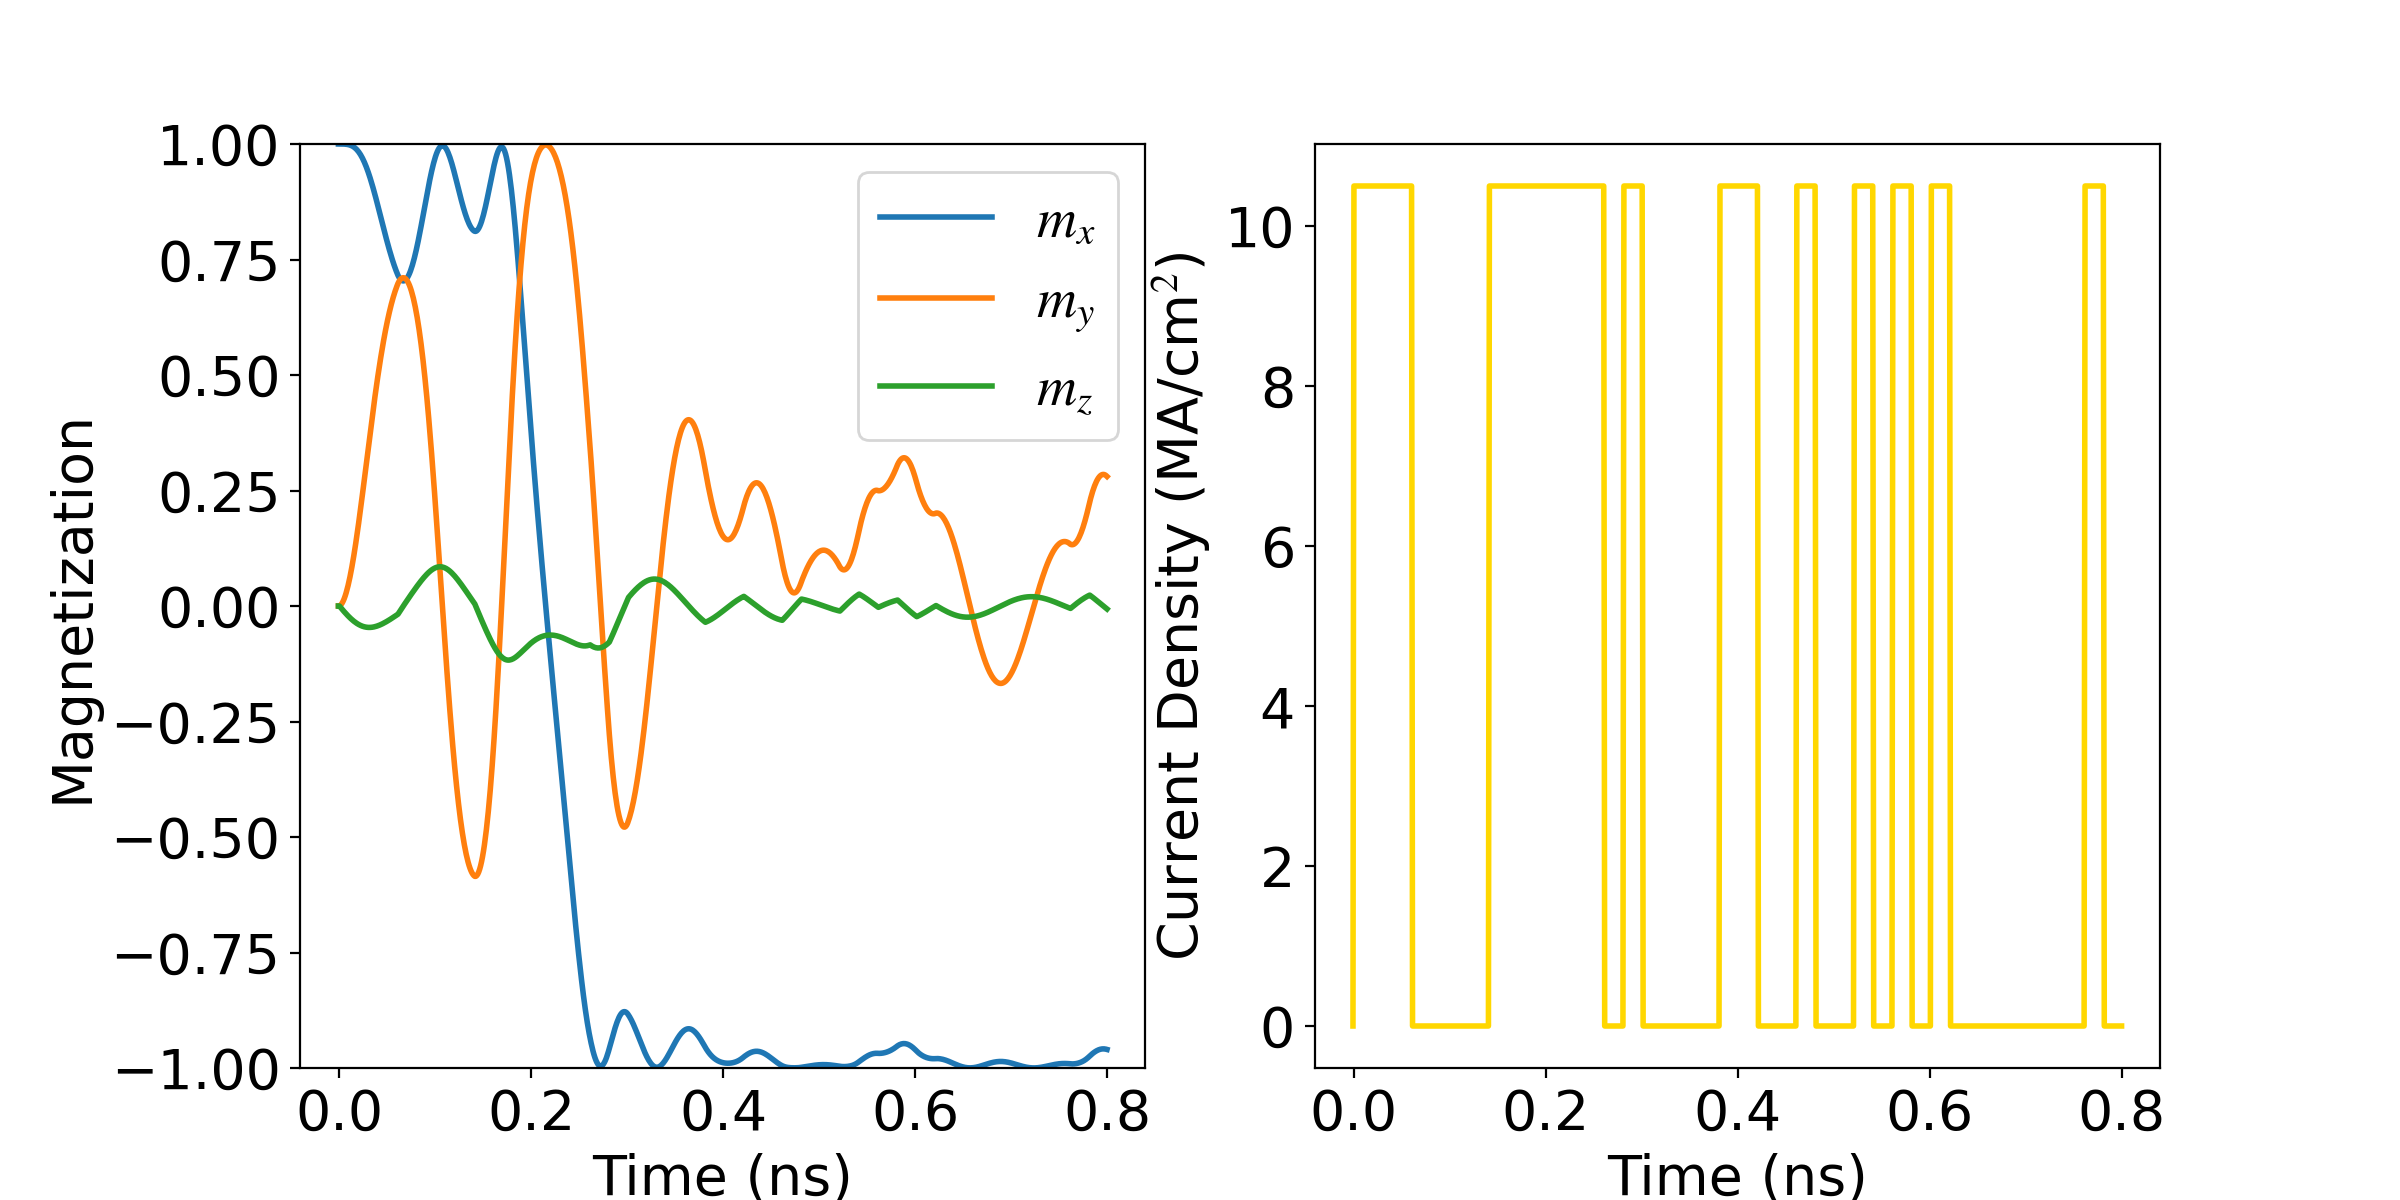 Magnetization
1.00
0.75
0.50
0.25
0.00
−0.25
−0.50
−0.75
−1.00
0.0 0.2 0.4 0.6 0.8
Time (ns)
m_x
m_y
m_z
Current Density (MA/cm²)
10
8
6
4
2
0
0.0 0.2 0.4 0.6 0.8
Time (ns)